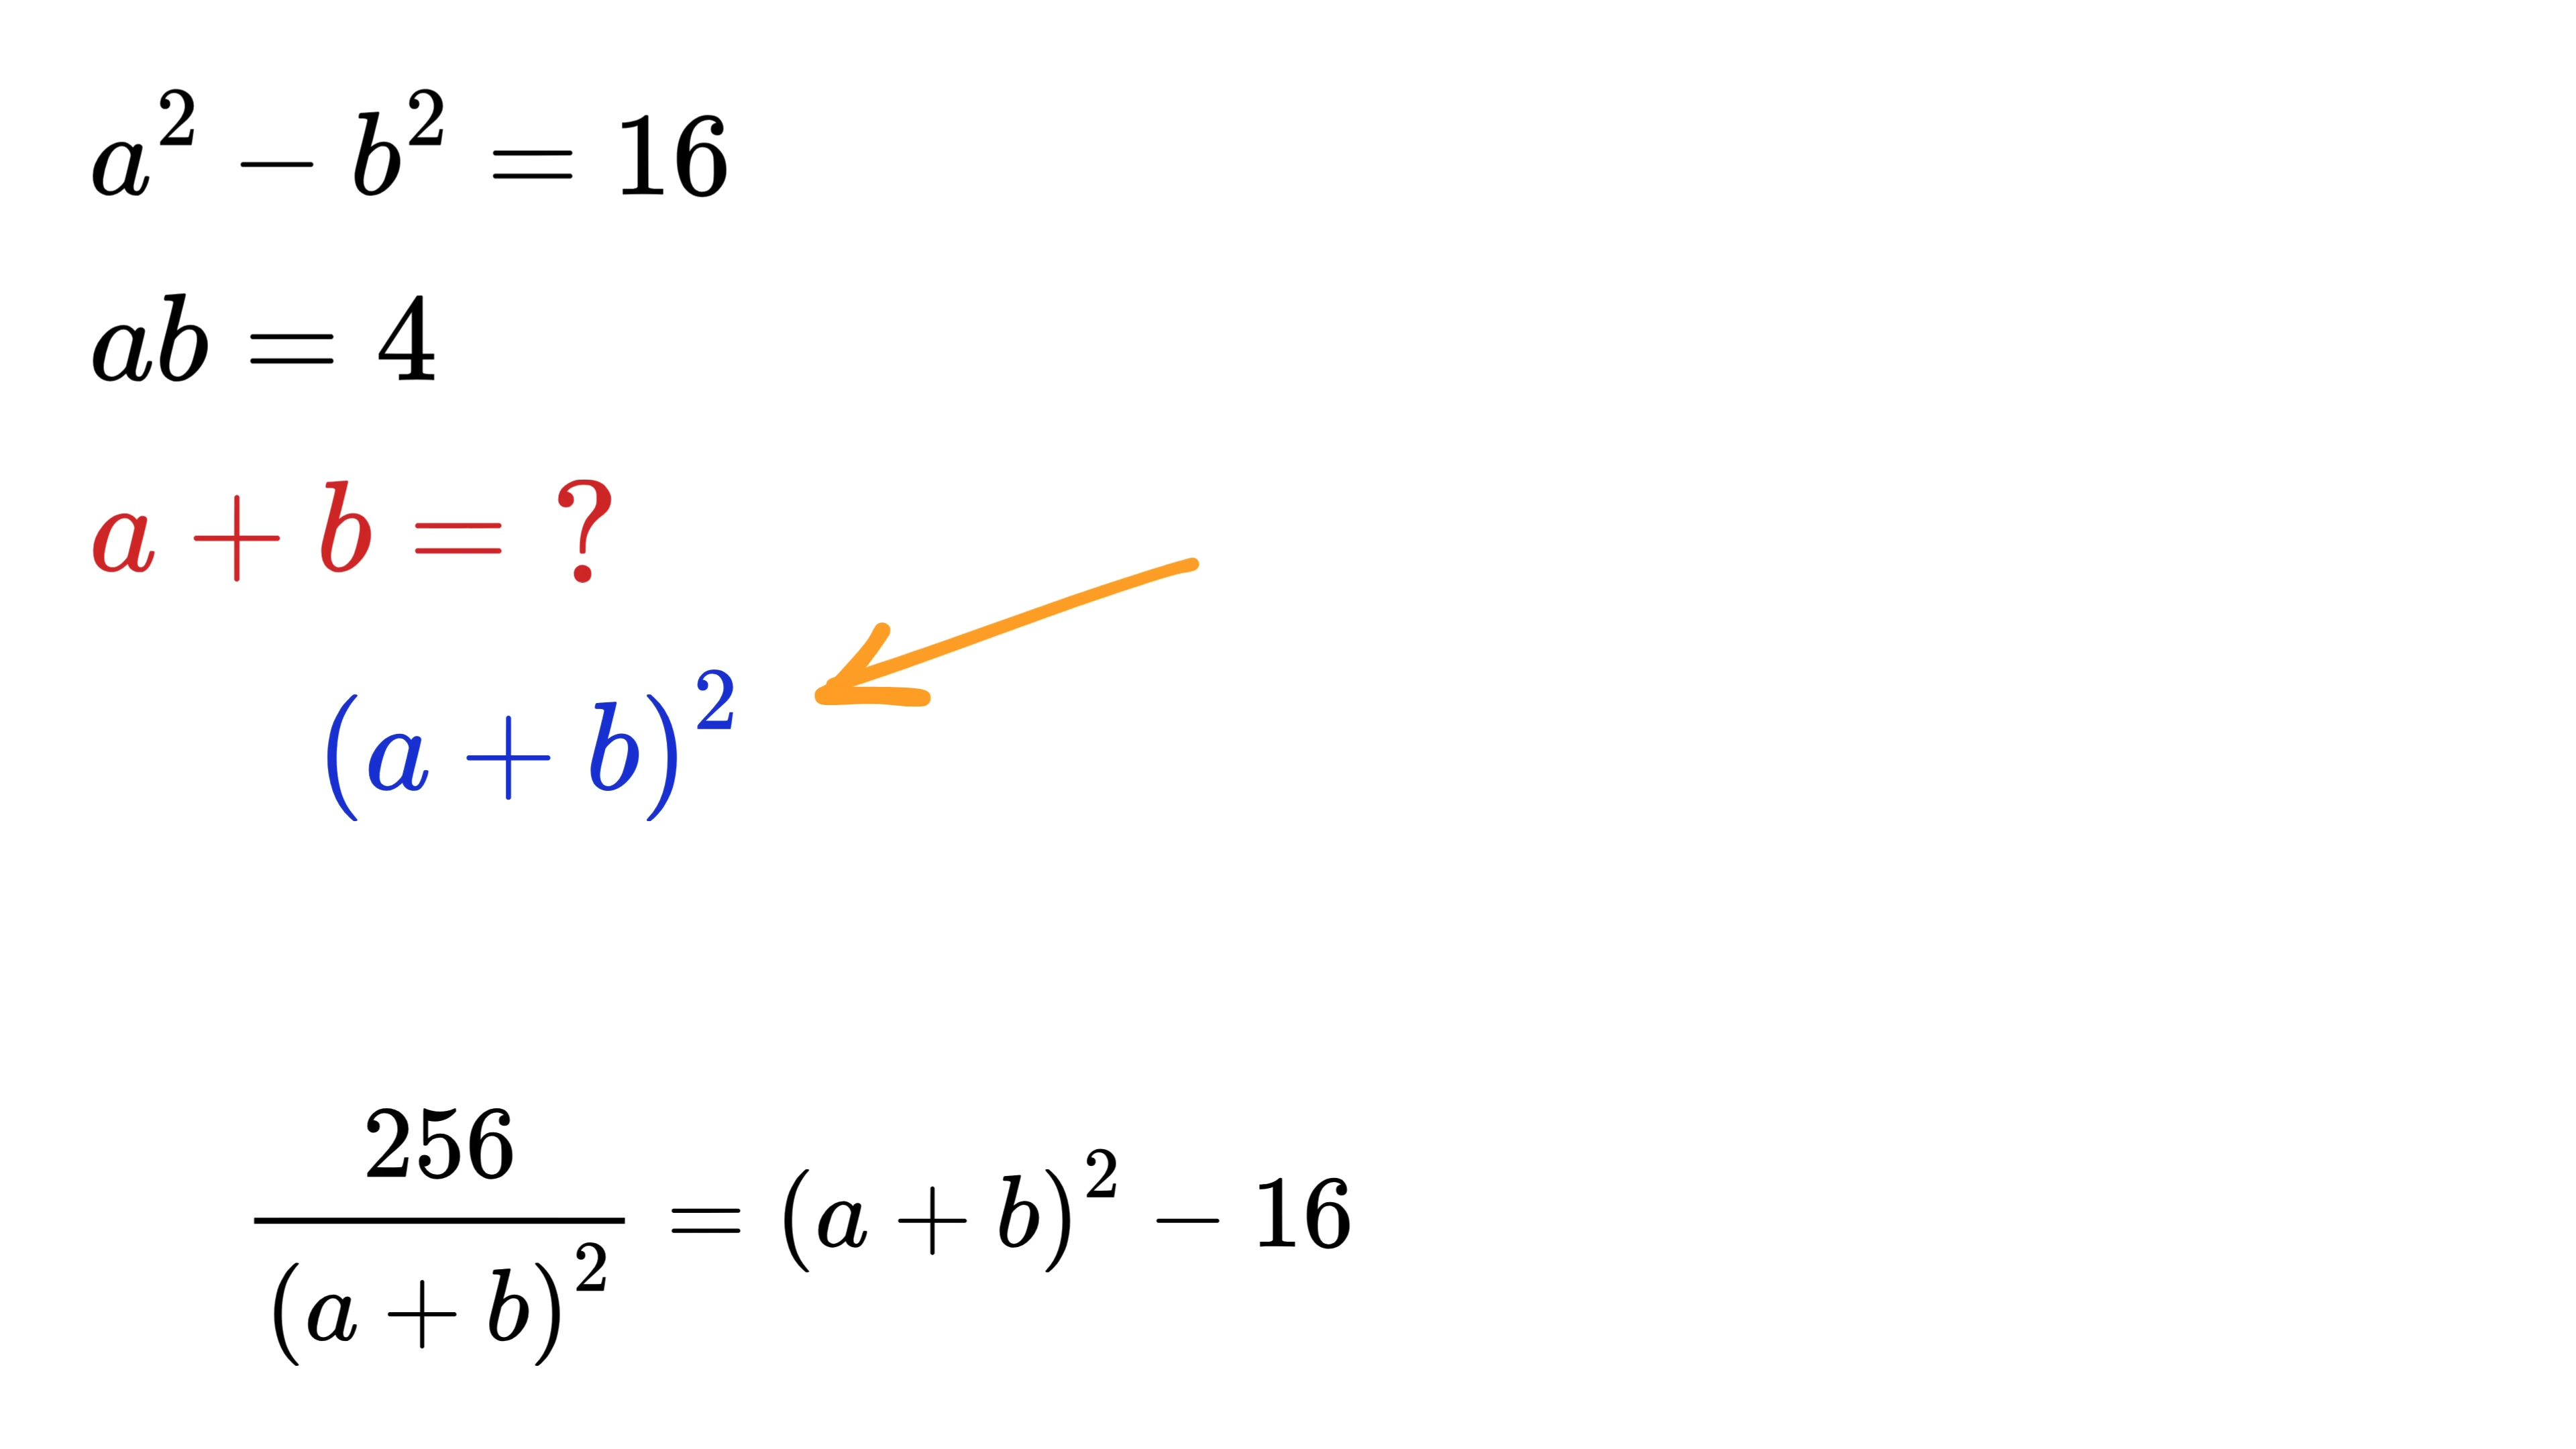 a² − b² = 16
ab = 4
a + b = ?
(a + b)²
256
(a + b)² = (a + b)² − 16